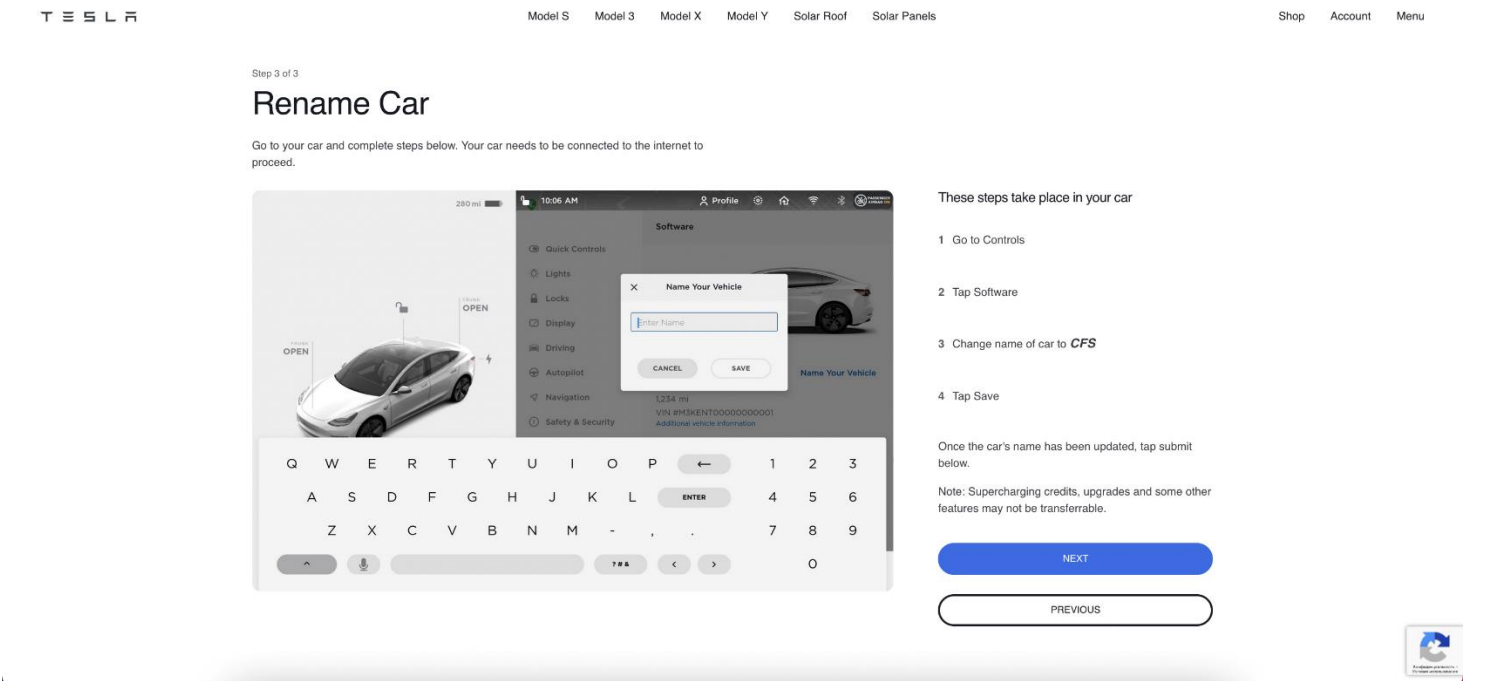 TESLA
Model S Model 3 Model X Model Y Solar Roof Solar Panels
Shop Account Menu
Step 3 of 3
Rename Car
Go to your car and complete steps below. Your car needs to be connected to the internet to
proceed.
280 mi
10:06 AM
Profile
PASSENGER
AIRBAG ON
Software
Quick Controls
Lights
Locks
Display
Driving
Autopilot
Navigation
Safety & Security
TRUNK
OPEN
OPEN
Name Your Vehicle
Enter Name
CANCEL SAVE
Name Your Vehicle
1,234 mi
VIN #M3KENT00000000001
Additional vehicle information
Q W E R T Y U I O P ← 1 2 3
A S D F G H J K L ENTER 4 5 6
Z X C V B N M - , . 7 8 9
^ ?#& < > 0
These steps take place in your car
1 Go to Controls
2 Tap Software
3 Change name of car to CFS
4 Tap Save
Once the car's name has been updated, tap submit
below.
Note: Supercharging credits, upgrades and some other
features may not be transferrable.
NEXT
PREVIOUS